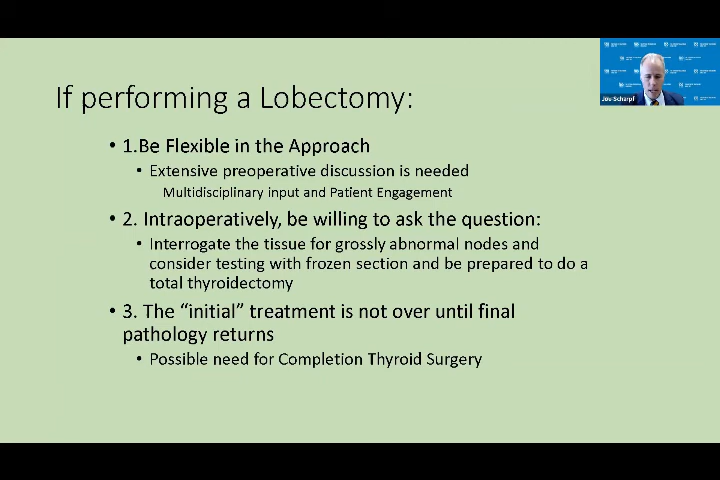 If performing a Lobectomy:
• 1.Be Flexible in the Approach
• Extensive preoperative discussion is needed
Multidisciplinary input and Patient Engagement
• 2. Intraoperatively, be willing to ask the question:
• Interrogate the tissue for grossly abnormal nodes and
consider testing with frozen section and be prepared to do a
total thyroidectomy
• 3. The “initial” treatment is not over until final
pathology returns
• Possible need for Completion Thyroid Surgery
Joe Scharpf